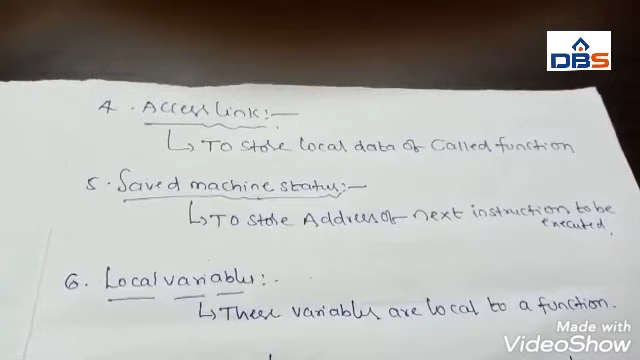 DBS
4. Access link:-
↳ To store local data of called function
5. Saved machine status:-
↳ To store Address of next instruction to be executed.
6. Local variables:-
↳ These variables are local to a function.
Made with
VideoShow